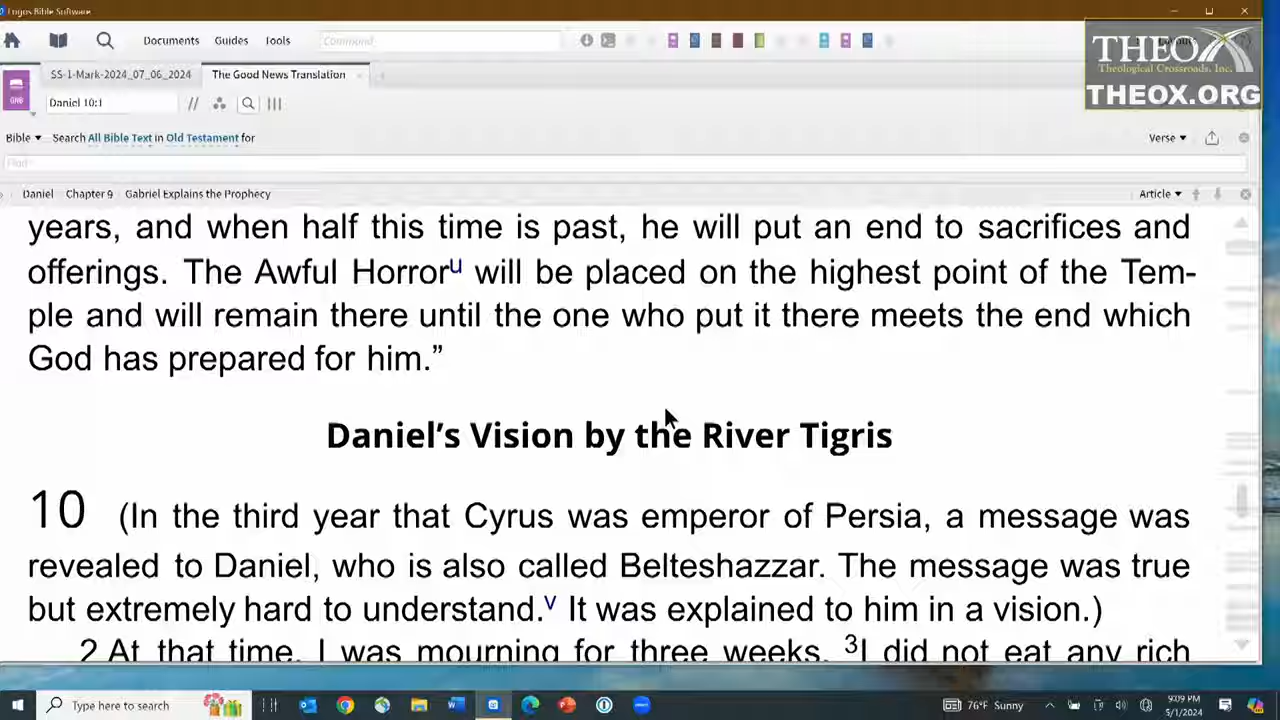 Logos Bible Software
Documents Guides Tools Command
THEOX
Theological Crossroads, Inc.
THEOX.ORG
SS-1-Mark-2024_07_06_2024 The Good News Translation
GNB
Daniel 10:1
Bible Search All Bible Text in Old Testament for Verse
Find
Daniel Chapter 9 Gabriel Explains the Prophecy Article
years, and when half this time is past, he will put an end to sacrifices and
offerings. The Awful Horroru will be placed on the highest point of the Tem-
ple and will remain there until the one who put it there meets the end which
God has prepared for him.”
Daniel’s Vision by the River Tigris
10 (In the third year that Cyrus was emperor of Persia, a message was
revealed to Daniel, who is also called Belteshazzar. The message was true
but extremely hard to understand.v It was explained to him in a vision.)
2 At that time, I was mourning for three weeks. 3I did not eat any rich
Type here to search
76°F Sunny
9:09 PM
5/1/2024